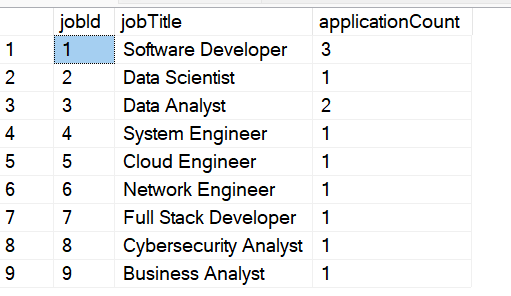 jobId jobTitle applicationCount
1 1 Software Developer 3
2 2 Data Scientist 1
3 3 Data Analyst 2
4 4 System Engineer 1
5 5 Cloud Engineer 1
6 6 Network Engineer 1
7 7 Full Stack Developer 1
8 8 Cybersecurity Analyst 1
9 9 Business Analyst 1